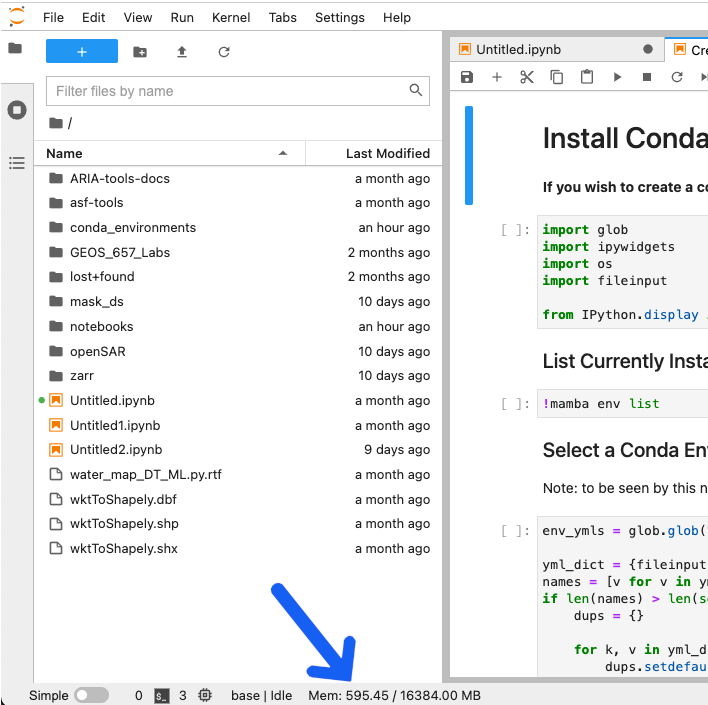 File Edit View Run Kernel Tabs Settings Help
+
Filter files by name
/
Name Last Modified
ARIA-tools-docs a month ago
asf-tools a month ago
conda_environments an hour ago
GEOS_657_Labs 2 months ago
lost+found 2 months ago
mask_ds 10 days ago
notebooks an hour ago
openSAR 10 days ago
zarr 10 days ago
Untitled.ipynb a month ago
Untitled1.ipynb a month ago
Untitled2.ipynb 9 days ago
water_map_DT_ML.py.rtf a month ago
wktToShapely.dbf a month ago
wktToShapely.shp a month ago
wktToShapely.shx a month ago
Untitled.ipynb Cre
Install Conda
If you wish to create a co
[ ]: import glob
import ipywidgets
import os
import fileinput
from IPython.display
List Currently Insta
[ ]: !mamba env list
Select a Conda En
Note: to be seen by this n
[ ]: env_ymls = glob.glob(
yml_dict = {fileinput
names = [v for v in ym
if len(names) > len(se
dups = {}
for k, v in yml_d
dups.setdefau
Simple 0 $_ 3 base | Idle Mem: 595.45 / 16384.00 MB